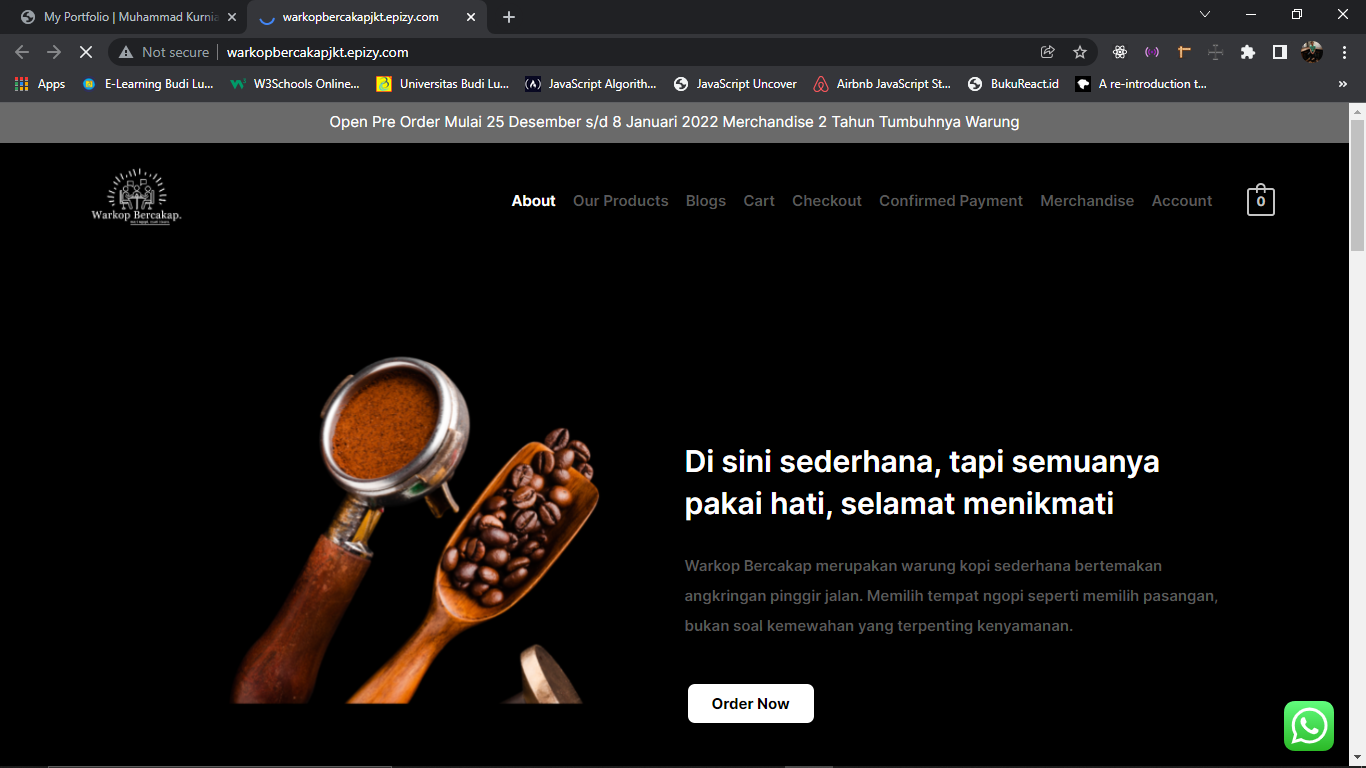 My Portfolio | Muhammad Kurnia
warkopbercakapjkt.epizy.com
Not secure
warkopbercakapjkt.epizy.com
Apps
E-Learning Budi Lu...
W3Schools Online...
Universitas Budi Lu...
JavaScript Algorith...
JavaScript Uncover
Airbnb JavaScript St...
BukuReact.id
A re-introduction t...
Open Pre Order Mulai 25 Desember s/d 8 Januari 2022 Merchandise 2 Tahun Tumbuhnya Warung
Warkop Bercakap.
About
Our Products
Blogs
Cart
Checkout
Confirmed Payment
Merchandise
Account
0
Di sini sederhana, tapi semuanya
pakai hati, selamat menikmati
Warkop Bercakap merupakan warung kopi sederhana bertemakan
angkringan pinggir jalan. Memilih tempat ngopi seperti memilih pasangan,
bukan soal kemewahan yang terpenting kenyamanan.
Order Now